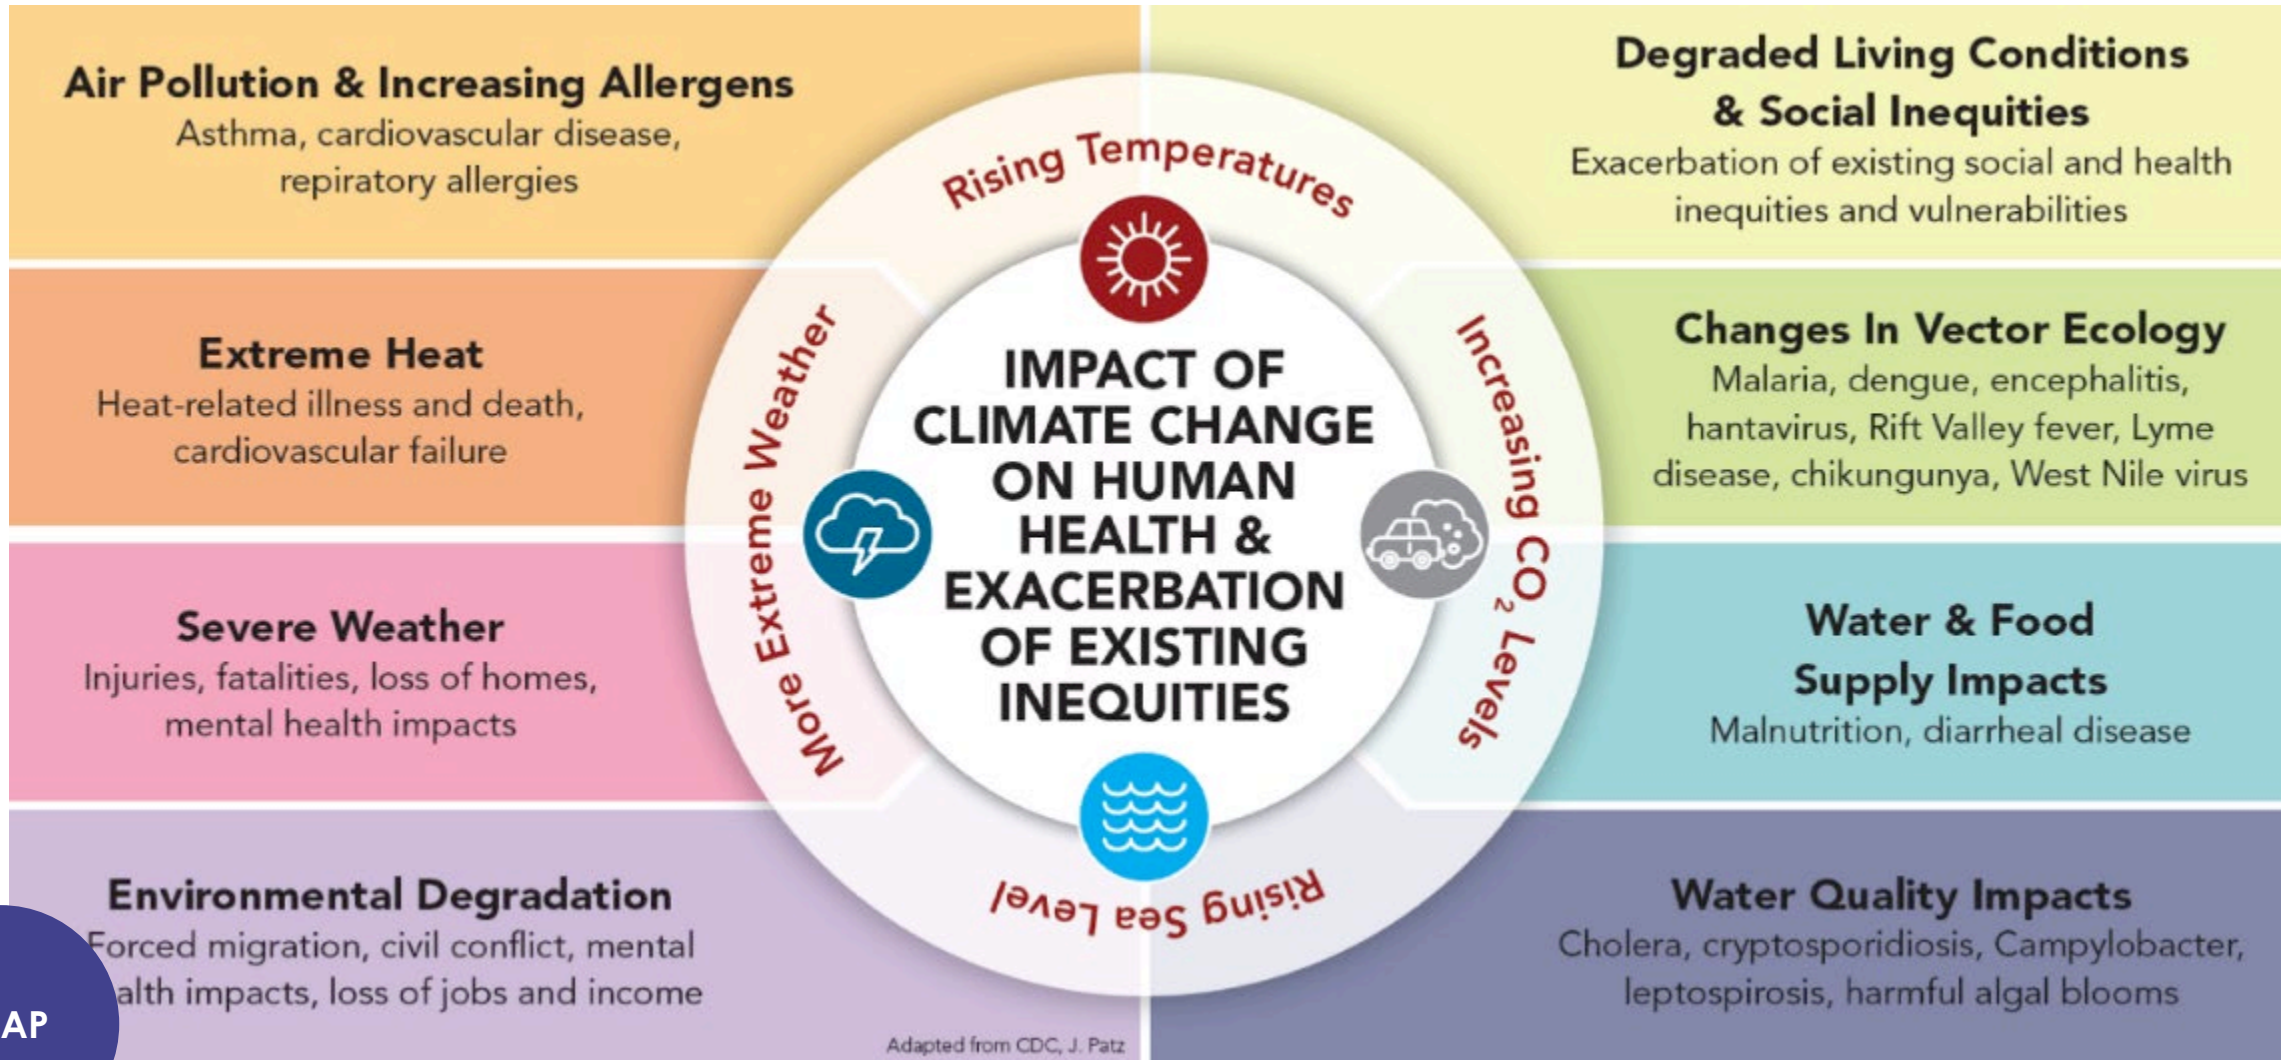 Air Pollution & Increasing Allergens
Asthma, cardiovascular disease,
repiratory allergies
Extreme Heat
Heat-related illness and death,
cardiovascular failure
Severe Weather
Injuries, fatalities, loss of homes,
mental health impacts
Environmental Degradation
Forced migration, civil conflict, mental
alth impacts, loss of jobs and income
AP
Adapted from CDC, J. Patz
Rising Temperatures
More Extreme Weather
IMPACT OF
CLIMATE CHANGE
ON HUMAN
HEALTH &
EXACERBATION
OF EXISTING
INEQUITIES
Increasing CO₂ Levels
Rising Sea Level
Degraded Living Conditions
& Social Inequities
Exacerbation of existing social and health
inequities and vulnerabilities
Changes In Vector Ecology
Malaria, dengue, encephalitis,
hantavirus, Rift Valley fever, Lyme
disease, chikungunya, West Nile virus
Water & Food
Supply Impacts
Malnutrition, diarrheal disease
Water Quality Impacts
Cholera, cryptosporidiosis, Campylobacter,
leptospirosis, harmful algal blooms